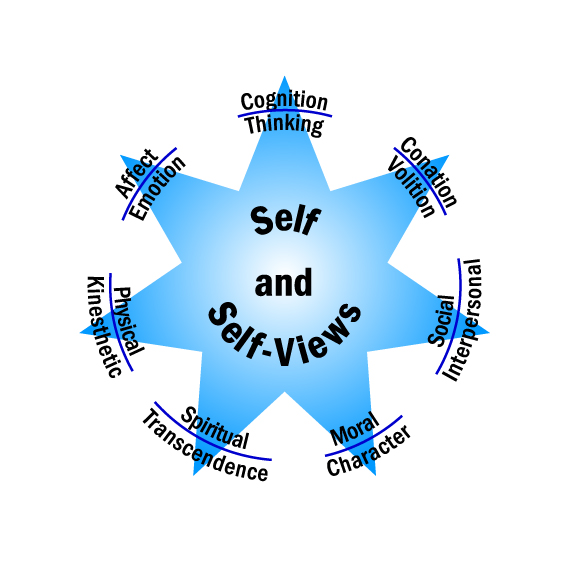 Cognition
Thinking
Conation
Volition
Social
Interpersonal
Moral
Character
Spiritual
Transcendence
Physical
Kinesthetic
Affect
Emotion
Self
and
Self-Views